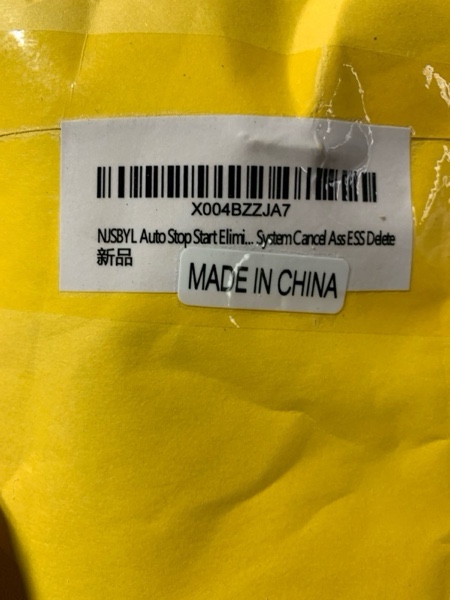 X004BZZJA7
NJSBYL Auto Stop Start Elimi... System Cancel Ass ESS Delete
新品
MADE IN CHINA